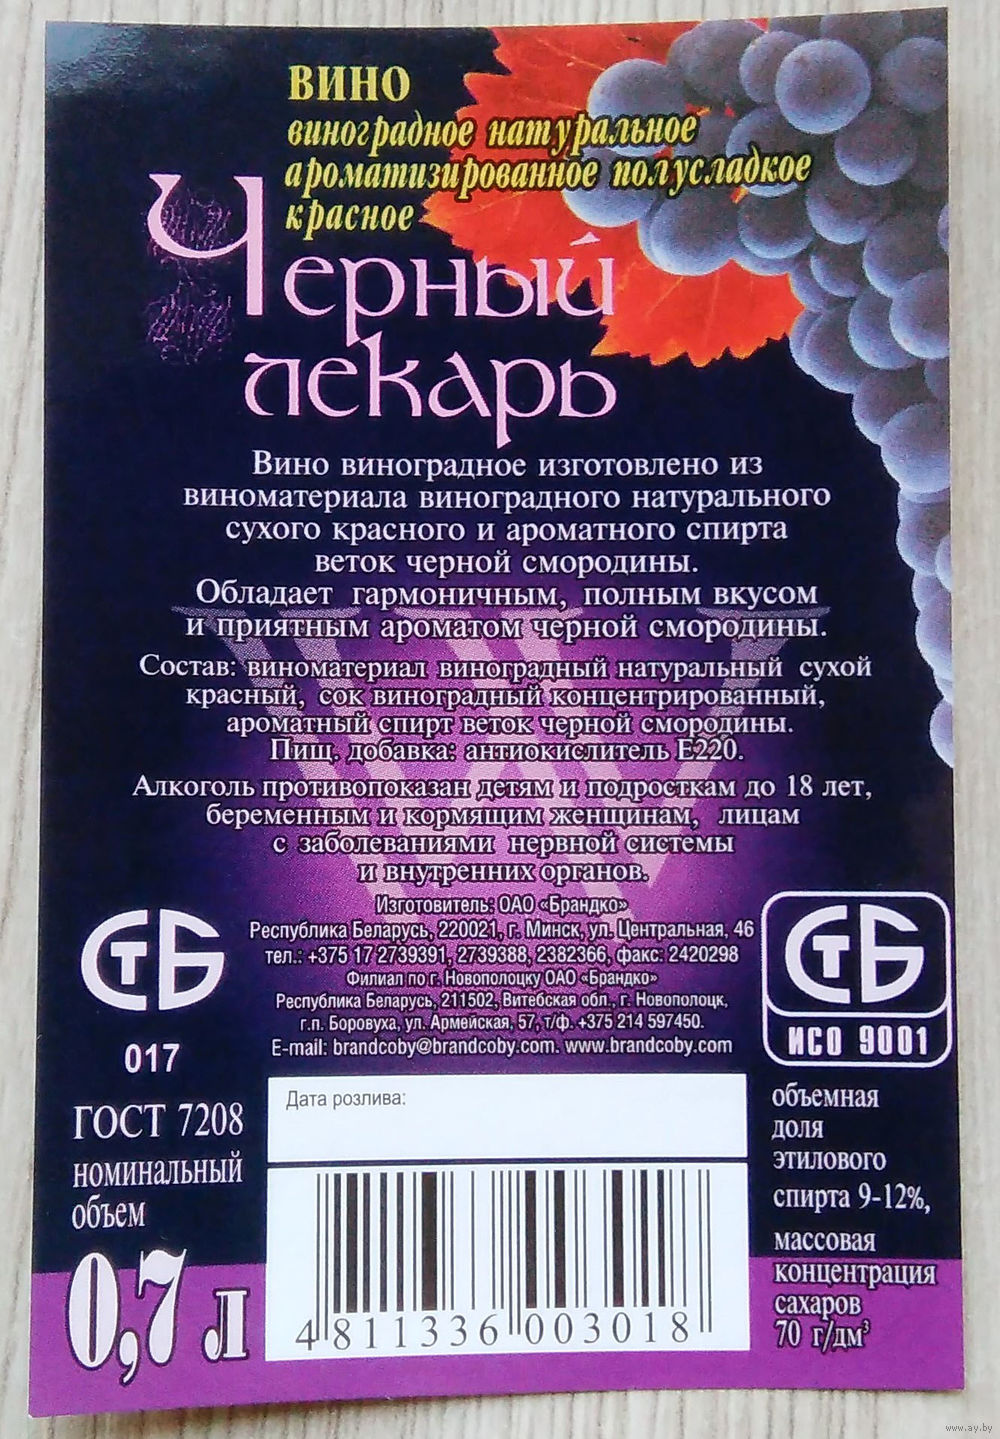 ВИНО
виноградное натуральное
ароматизированное полусладкое
красное
Черный
лекарь
Вино виноградное изготовлено из
виноматериала виноградного натурального
сухого красного и ароматного спирта
веток черной смородины.
Обладает гармоничным, полным вкусом
и приятным ароматом черной смородины.
Состав: виноматериал виноградный натуральный сухой
красный, сок виноградный концентрированный,
ароматный спирт веток черной смородины.
Пищ. добавка: антиокислитель Е220.
Алкоголь противопоказан детям и подросткам до 18 лет,
беременным и кормящим женщинам, лицам
с заболеваниями нервной системы
и внутренних органов.
Изготовитель: ОАО «Брандко»
Республика Беларусь, 220021, г. Минск, ул. Центральная, 46
тел.: +375 17 2739391, 2739388, 2382366, факс: 2420298
Филиал по г. Новополоцку ОАО «Брандко»
Республика Беларусь, 211502, Витебская обл., г. Новополоцк,
г.п. Боровуха, ул. Армейская, 57, т/ф. +375 214 597450.
E-mail: brandcoby@brandcoby.com. www.brandcoby.com
СТБ
017
ГОСТ 7208
номинальный
объем
0,7 л
Дата розлива:
4 811336 003018
СТБ
ИСО 9001
объемная
доля
этилового
спирта 9-12%,
массовая
концентрация
сахаров
70 г/дм³
www.ay.by